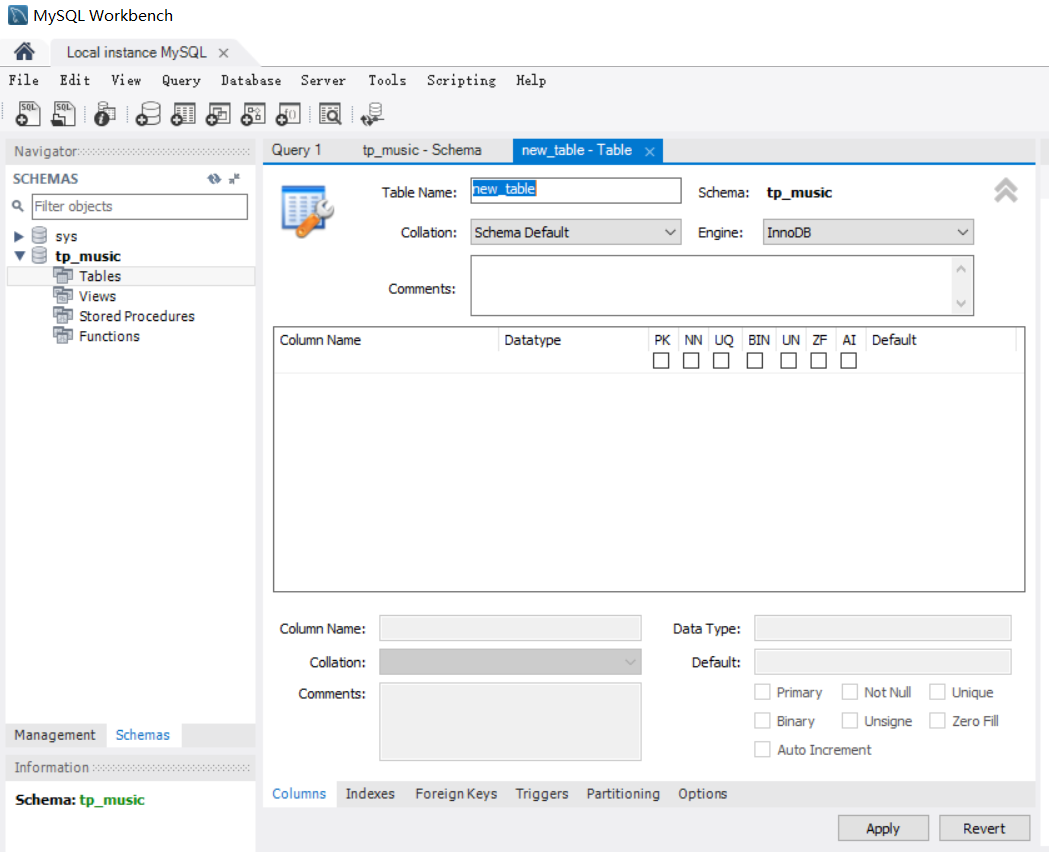 MySQL Workbench
Local instance MySQL
File Edit View Query Database Server Tools Scripting Help
SQL SQL
Navigator
SCHEMAS
Filter objects
sys
tp_music
Tables
Views
Stored Procedures
Functions
Management Schemas
Information
Schema: tp_music
Query 1 tp_music - Schema new_table - Table
Table Name: new_table Schema: tp_music
Collation: Schema Default Engine: InnoDB
Comments:
Column Name Datatype PK NN UQ BIN UN ZF AI Default
Column Name: Data Type:
Collation: Default:
Comments: Primary Not Null Unique
Binary Unsigne Zero Fill
Auto Increment
Columns Indexes Foreign Keys Triggers Partitioning Options
Apply Revert